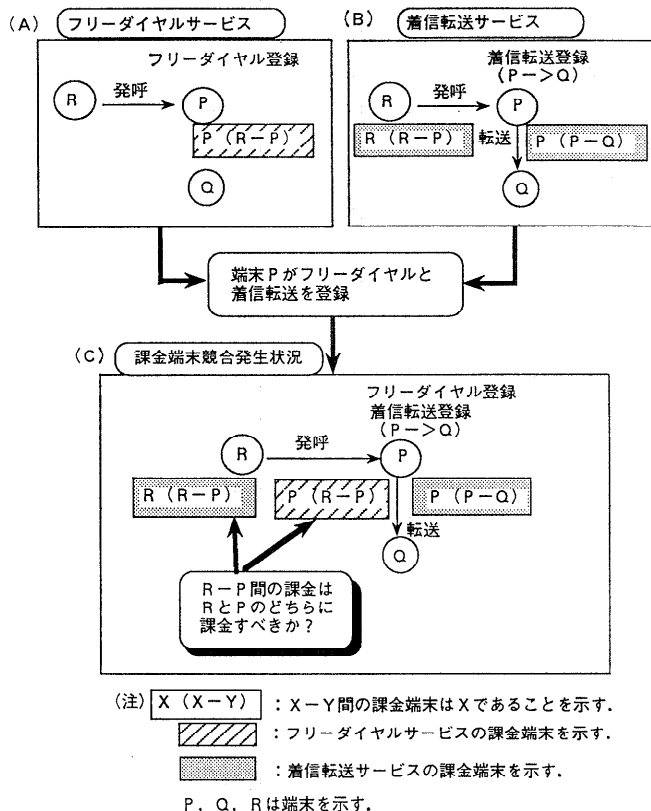 (A) フリーダイヤルサービス
フリーダイヤル登録
R 発呼 P
P (R−P)
Q
(B) 着信転送サービス
着信転送登録
(P−>Q)
R 発呼 P
R (R−P) 転送 P (P−Q)
Q
端末Pがフリーダイヤルと
着信転送を登録
(C) 課金端末競合発生状況
フリーダイヤル登録
着信転送登録
(P−>Q)
R 発呼 P
R (R−P) P (R−P) P (P−Q)
転送
Q
R−P間の課金は
RとPのどちらに
課金すべきか?
(注) X (X−Y) :X−Y間の課金端末はXであることを示す.
:フリーダイヤルサービスの課金端末を示す.
:着信転送サービスの課金端末を示す.
P,Q,Rは端末を示す.